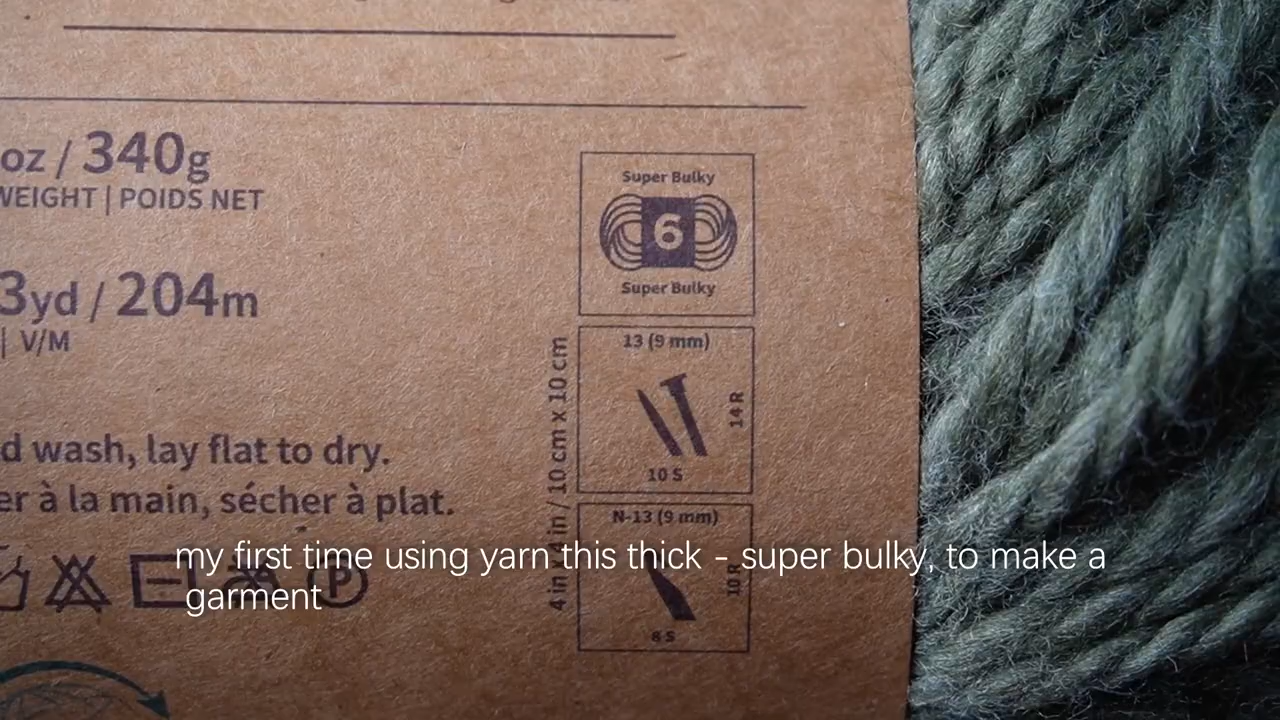 oz / 340g
WEIGHT | POIDS NET
3yd / 204m
| V/M
d wash, lay flat to dry.
er à la main, sécher à plat.
P
4 in x 4 in / 10 cm x 10 cm
Super Bulky
6
Super Bulky
13 (9 mm)
14 R
10 S
N-13 (9 mm)
10 R
8 S
my first time using yarn this thick - super bulky, to make a
garment